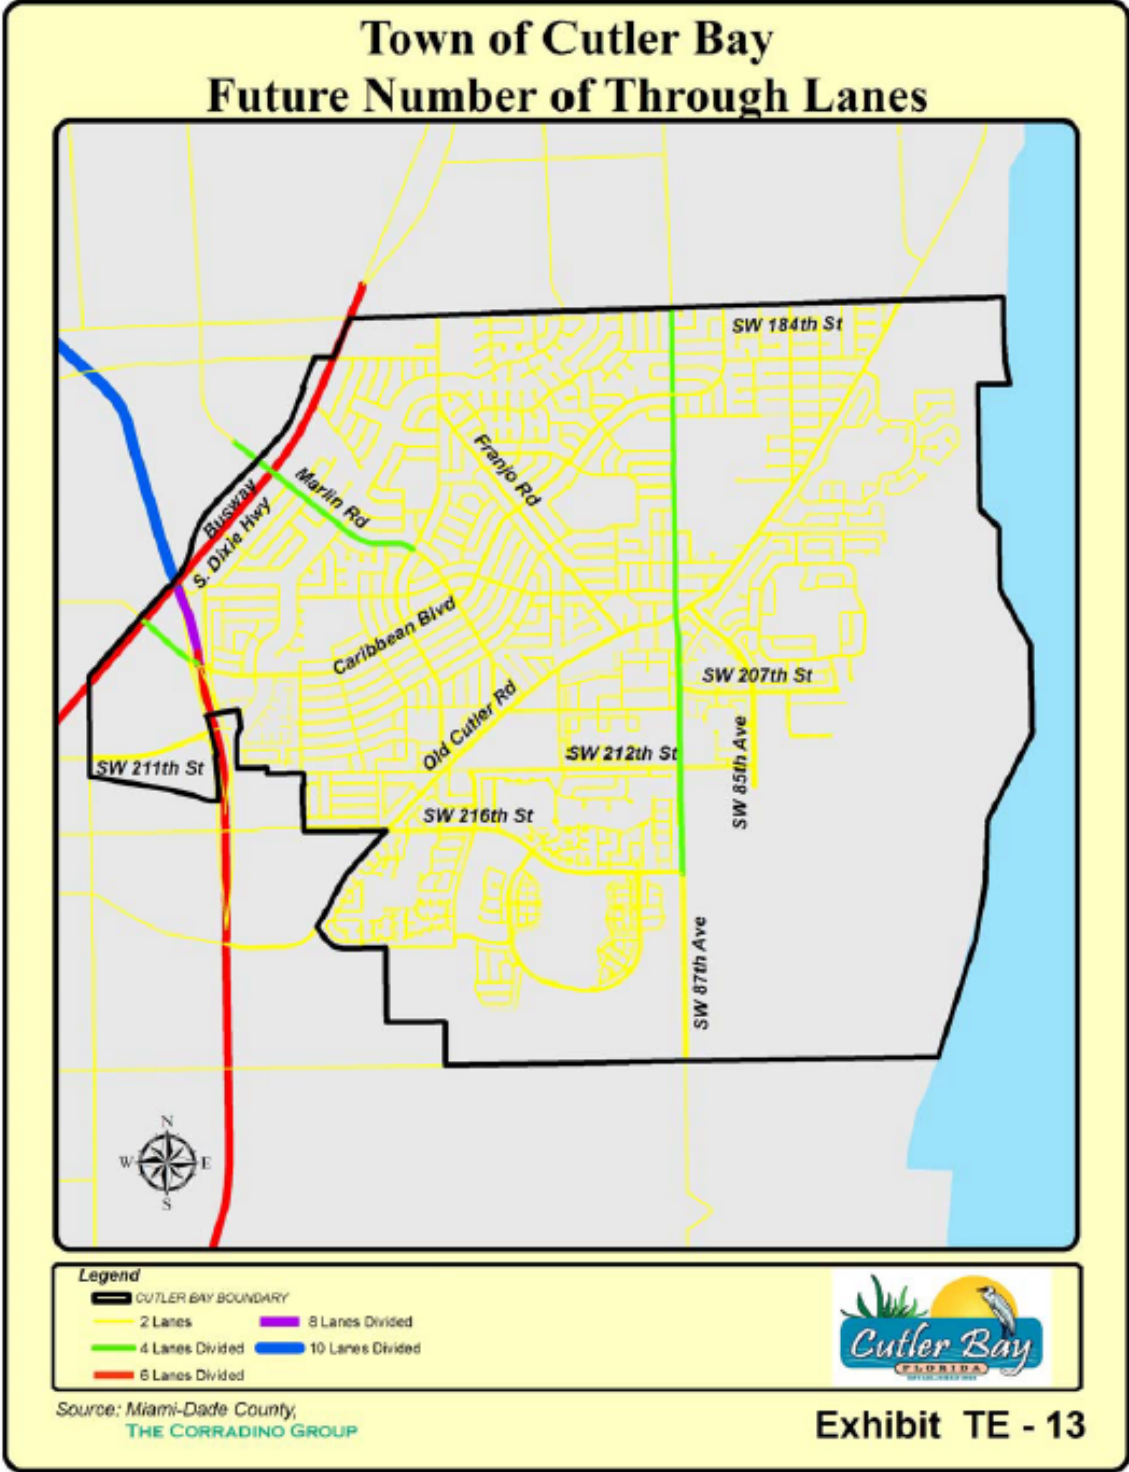 Town of Cutler Bay
Future Number of Through Lanes
SW 184th St
Franjo Rd
Marlin Rd
Busway
S. Dixie Hwy
Caribbean Blvd
SW 207th St
Old Cutler Rd
SW 212th St
SW 85th Ave
SW 211th St
SW 216th St
SW 87th Ave
N
W
E
S
Legend
CUTLER BAY BOUNDARY
2 Lanes
8 Lanes Divided
4 Lanes Divided
10 Lanes Divided
6 Lanes Divided
Cutler Bay
FLORIDA
Source: Miami-Dade County,
THE CORRADINO GROUP
Exhibit TE - 13